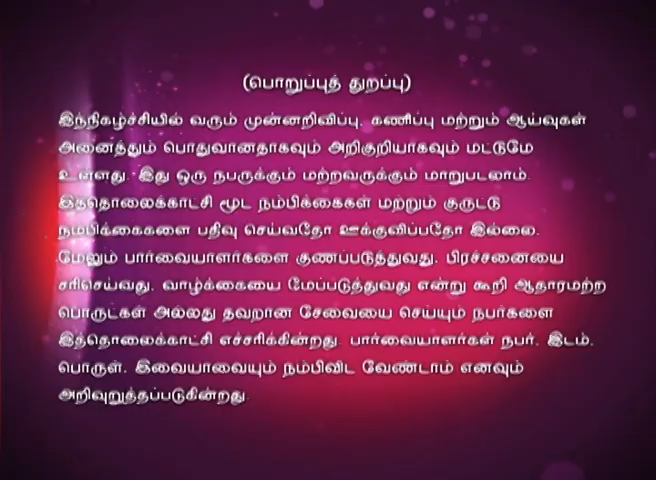 (பொறுப்புத் துறப்பு)
இந்நிகழ்ச்சியில் வரும் முன்னறிவிப்பு, கணிப்பு மற்றும் ஆய்வுகள்
அனைத்தும் பொதுவானதாகவும் அறிகுறியாகவும் மட்டுமே
உள்ளது. இது ஒரு நபருக்கும் மற்றவருக்கும் மாறுபடலாம்.
இத்தொலைக்காட்சி மூட நம்பிக்கைகள் மற்றும் குருட்டு
நம்பிக்கைகளை பதிவு செய்வதோ ஊக்குவிப்பதோ இல்லை.
மேலும் பார்வையாளர்களை குணப்படுத்துவது, பிரச்சனையை
சரிசெய்வது, வாழ்க்கையை மேப்படுத்துவது என்று கூறி ஆதாரமற்ற
பொருட்கள் அல்லது தவறான சேவையை செய்யும் நபர்களை
இத்தொலைக்காட்சி எச்சரிக்கின்றது. பார்வையாளர்கள் நபர், இடம்,
பொருள், இவையாவையும் நம்பிவிட வேண்டாம் எனவும்
அறிவுறுத்தப்படுகின்றது.